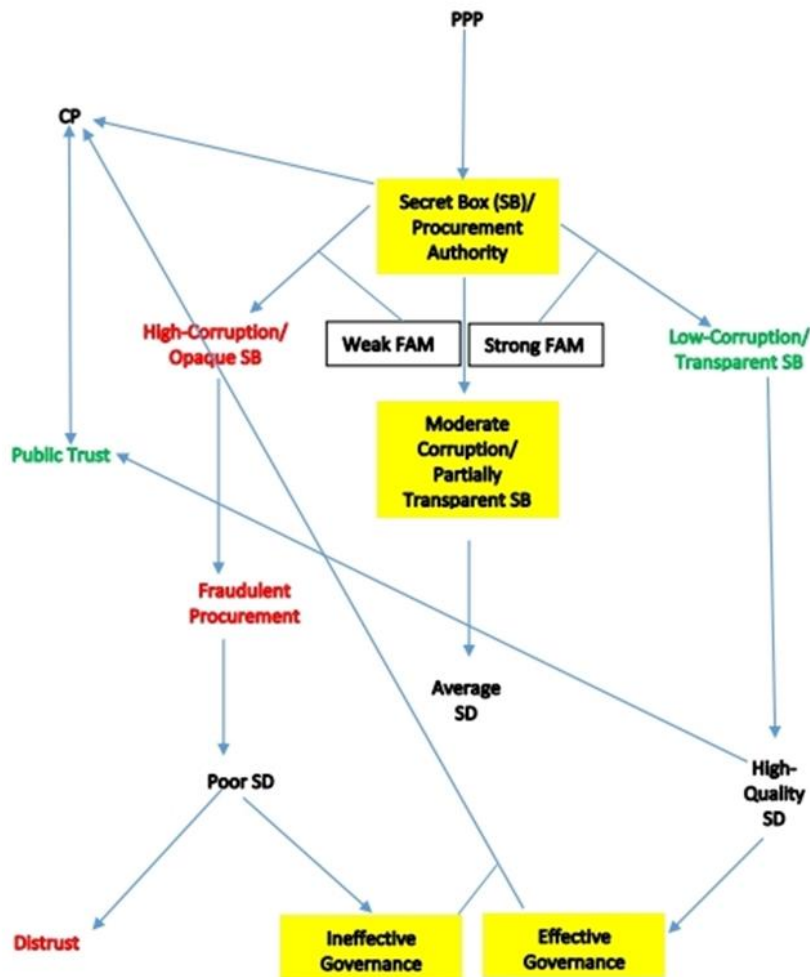 PPP
CP
Secret Box (SB)/
Procurement
Authority
High-Corruption/
Opaque SB
Weak FAM
Strong FAM
Low-Corruption/
Transparent SB
Moderate
Corruption/
Partially
Transparent SB
Public Trust
Fraudulent
Procurement
Average
SD
Poor SD
High-
Quality
SD
Distrust
Ineffective
Governance
Effective
Governance